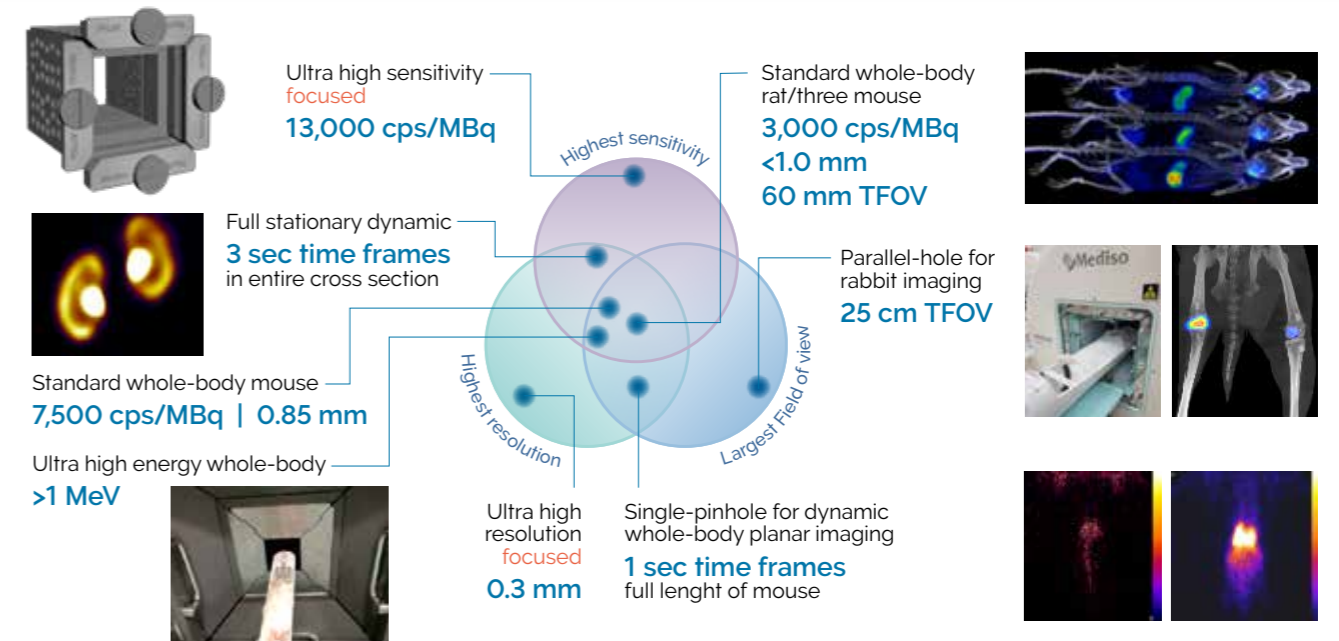 Ultra high sensitivity
focused
13,000 cps/MBq
Standard whole-body
rat/three mouse
3,000 cps/MBq
<1.0 mm
60 mm TFOV
Highest sensitivity
Full stationary dynamic
3 sec time frames
in entire cross section
Parallel-hole for
rabbit imaging
25 cm TFOV
Mediso
Standard whole-body mouse
7,500 cps/MBq | 0.85 mm
Highest resolution
Largest Field of view
Ultra high energy whole-body
>1 MeV
Ultra high
resolution
focused
0.3 mm
Single-pinhole for dynamic
whole-body planar imaging
1 sec time frames
full lenght of mouse